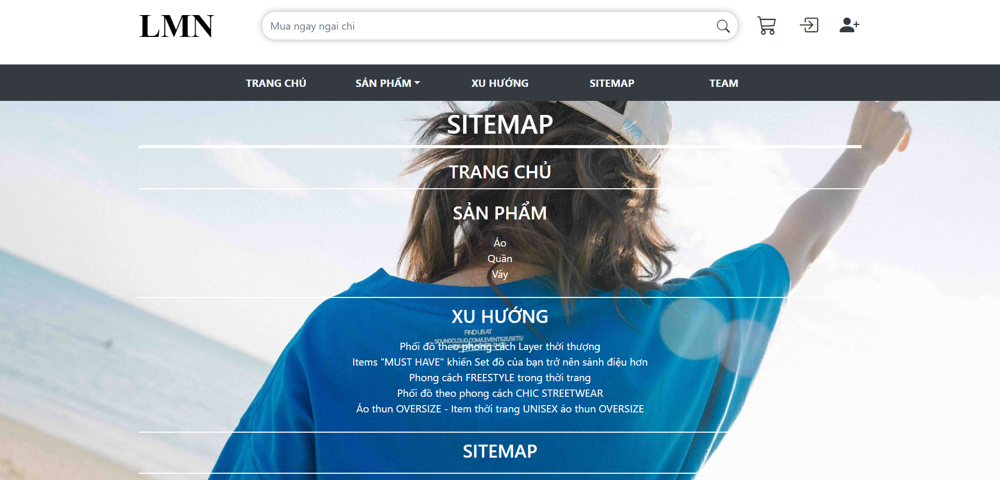 LMN
Mua ngay ngai chi
TRANG CHỦ
SẢN PHẨM
XU HƯỚNG
SITEMAP
TEAM
SITEMAP
TRANG CHỦ
SẢN PHẨM
Áo
Quần
Váy
XU HƯỚNG
FIND US AT
SOUNDCLOUD.COM/LEVENTS2E/SETS/
Phối đồ theo phong cách Layer thời thượng
Items "MUST HAVE" khiến Set đồ của bạn trở nên sành điệu hơn
Phong cách FREESTYLE trong thời trang
Phối đồ theo phong cách CHIC STREETWEAR
Áo thun OVERSIZE - Item thời trang UNISEX áo thun OVERSIZE
SITEMAP